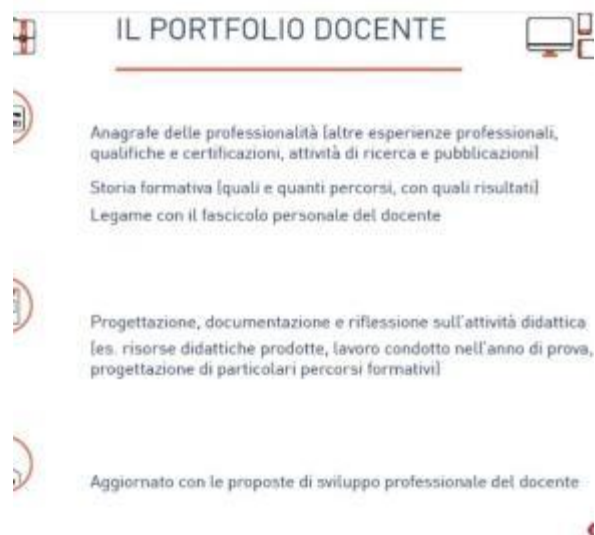 IL PORTFOLIO DOCENTE
Anagrafe delle professionalità (altre esperienze professionali,
qualifiche e certificazioni, attività di ricerca e pubblicazioni)
Storia formativa (quali e quanti percorsi, con quali risultati)
Legame con il fascicolo personale del docente
Progettazione, documentazione e riflessione sull'attività didattica
(es. risorse didattiche prodotte, lavoro condotto nell'anno di prova,
progettazione di particolari percorsi formativi)
Aggiornato con le proposte di sviluppo professionale del docente